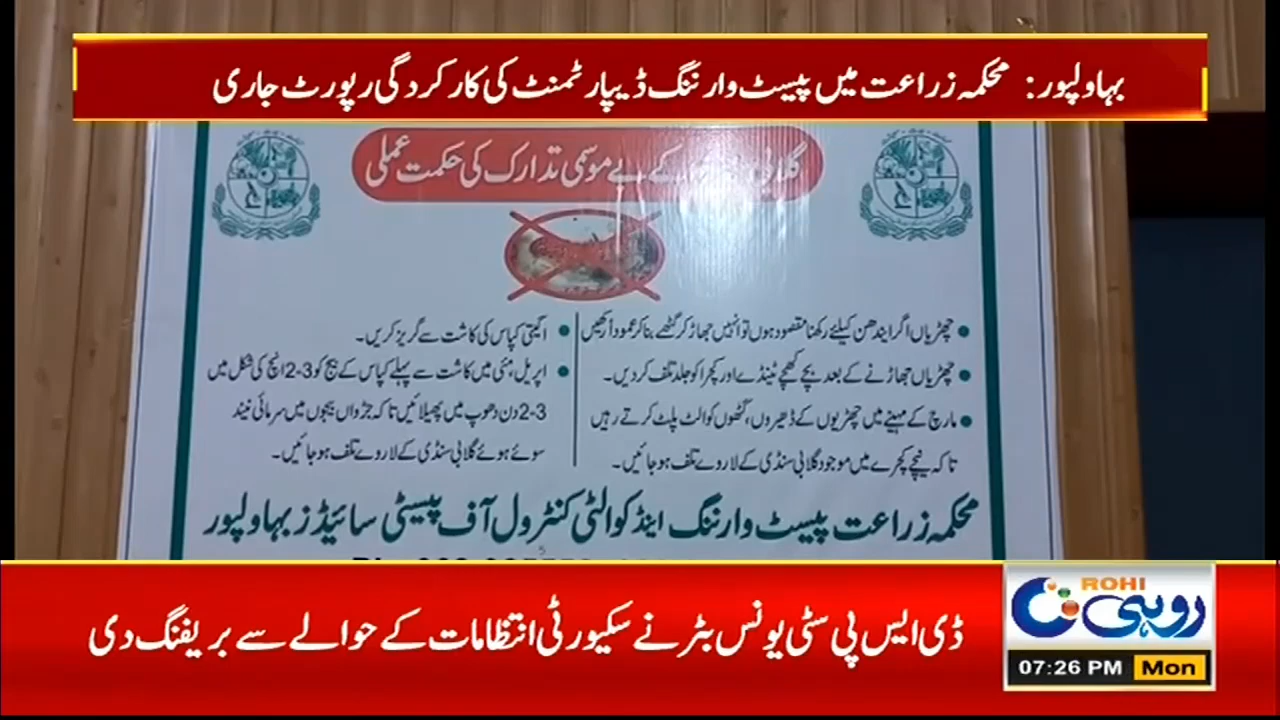 بہاولپور: محکمہ زراعت میں پیسٹ وارننگ ڈیپارٹمنٹ کی کارکردگی رپورٹ جاری
گلابی کے بے موسمی تدارک کی حکمت عملی
چھڑیاں اگر ایندھن کیلئے رکھنا مقصود ہوں تو انہیں جھاڑ کر گٹھے بنا کر عموداً رکھیں
چھڑیاں جھاڑنے کے بعد بچے کھچے ٹینڈے اور کچرا کو جلد تلف کردیں۔
مارچ کے مہینے میں چھڑیوں کے ڈھیروں، گٹھوں کو الٹ پلٹ کرتے رہیں
تاکہ نیچے کچرے میں موجود گلابی سنڈی کے لاروے تلف ہوجائیں۔
اگیتی کپاس کی کاشت سے گریز کریں۔
اپریل، مئی میں کاشت سے پہلے کپاس کے بیج کو 3-2 انچ کی شکل میں
3-2 دن دھوپ میں پھیلائیں تاکہ جڑواں بیجوں میں سرمائی نیند
سوئے ہوئے گلابی سنڈی کے لاروے تلف ہوجائیں۔
محکمہ زراعت پیسٹ وارننگ اینڈ کوالٹی کنٹرول آف پیسٹی سائیڈز بہاولپور
ڈی ایس پی سٹی یونس بٹر نے سکیورٹی انتظامات کے حوالے سے بریفنگ دی
ROHI
روہی
07:26 PM Mon